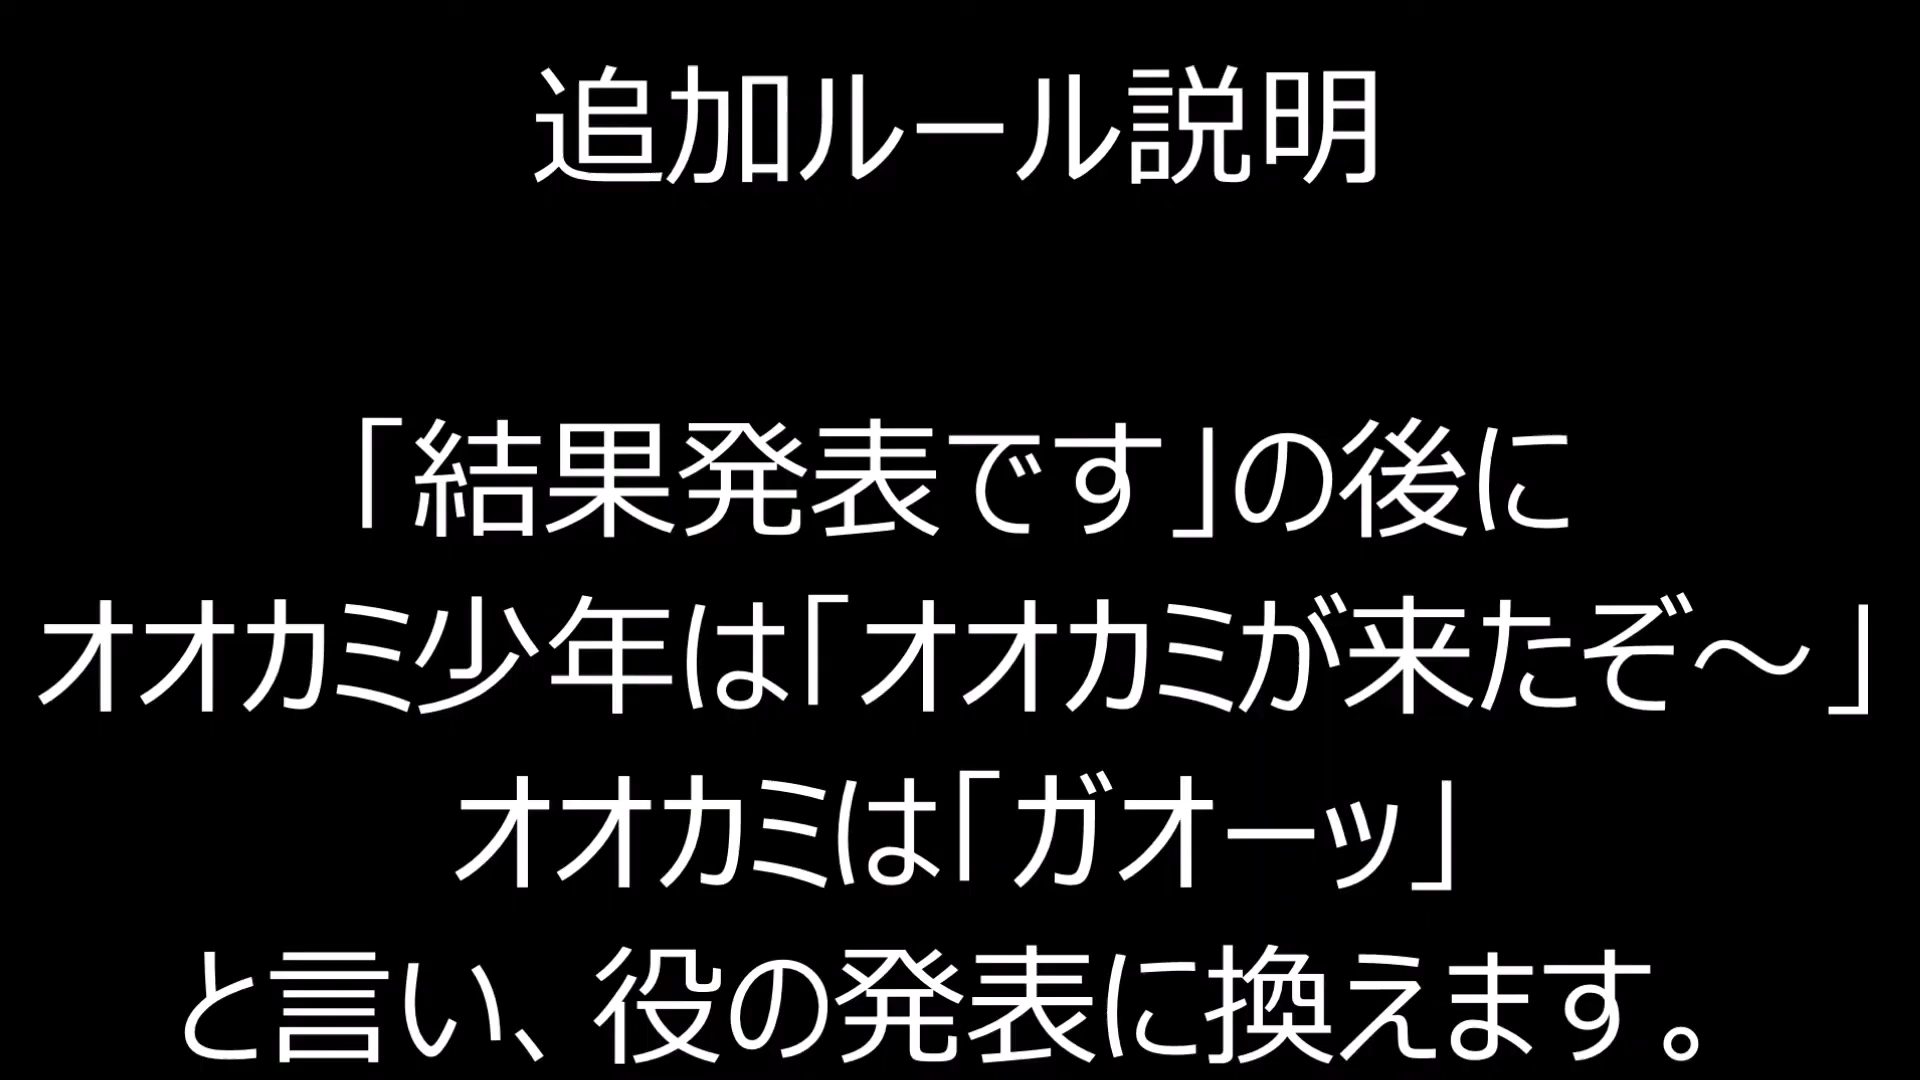 追加ルール説明
「結果発表です」の後に
オオカミ少年は「オオカミが来たぞ～」
オオカミは「ガオーッ」
と言い、役の発表に換えます。